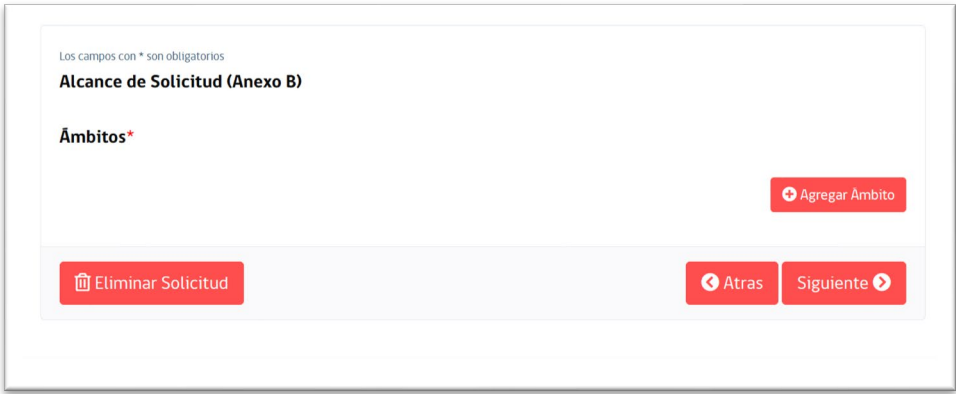 Los campos con * son obligatorios
Alcance de Solicitud (Anexo B)
Ámbitos*
Agregar Ámbito
Eliminar Solicitud
Atras
Siguiente